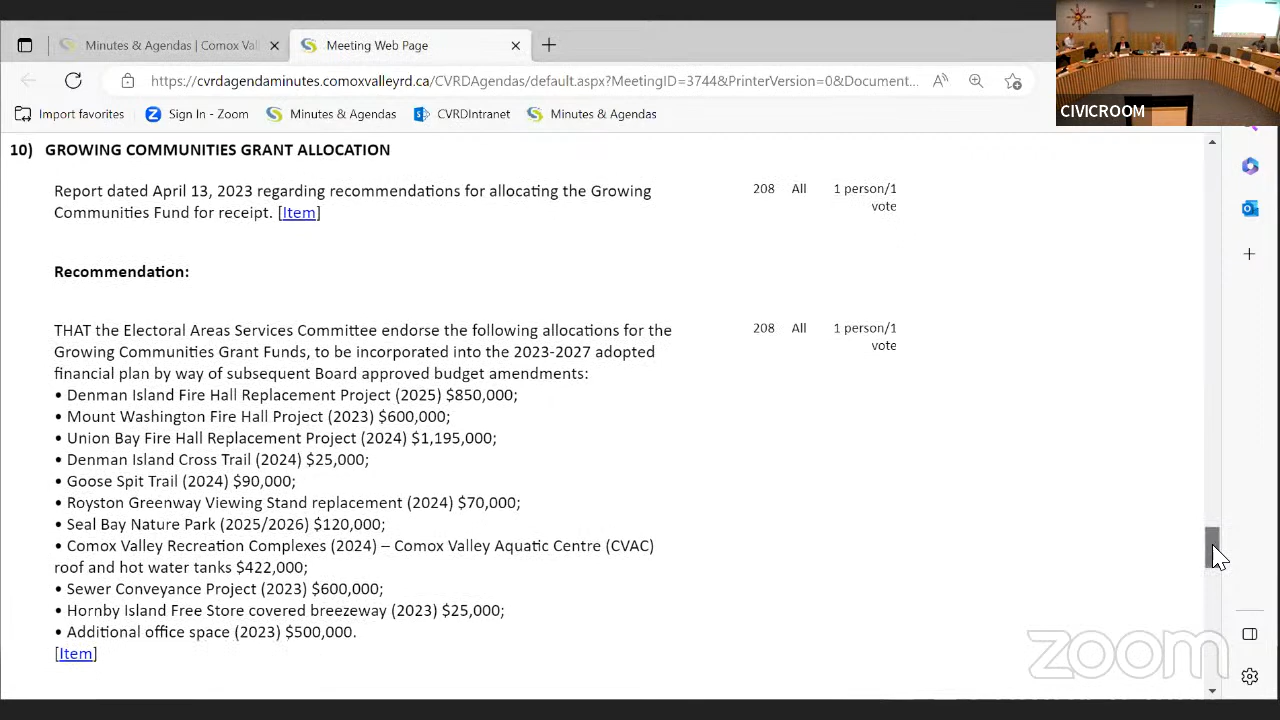 Minutes & Agendas | Comox Val
Meeting Web Page
https://cvrdagendaminutes.comoxvalleyrd.ca/CVRDAgendas/default.aspx?MeetingID=3744&PrinterVersion=0&Document...
CIVICROOM
Import favorites
Sign In - Zoom
Minutes & Agendas
CVRDIntranet
Minutes & Agendas
10) GROWING COMMUNITIES GRANT ALLOCATION
Report dated April 13, 2023 regarding recommendations for allocating the Growing 208 All 1 person/1
Communities Fund for receipt. [Item] vote
Recommendation:
THAT the Electoral Areas Services Committee endorse the following allocations for the 208 All 1 person/1
Growing Communities Grant Funds, to be incorporated into the 2023-2027 adopted vote
financial plan by way of subsequent Board approved budget amendments:
• Denman Island Fire Hall Replacement Project (2025) $850,000;
• Mount Washington Fire Hall Project (2023) $600,000;
• Union Bay Fire Hall Replacement Project (2024) $1,195,000;
• Denman Island Cross Trail (2024) $25,000;
• Goose Spit Trail (2024) $90,000;
• Royston Greenway Viewing Stand replacement (2024) $70,000;
• Seal Bay Nature Park (2025/2026) $120,000;
• Comox Valley Recreation Complexes (2024) – Comox Valley Aquatic Centre (CVAC)
roof and hot water tanks $422,000;
• Sewer Conveyance Project (2023) $600,000;
• Hornby Island Free Store covered breezeway (2023) $25,000;
• Additional office space (2023) $500,000.
[Item]
zoom